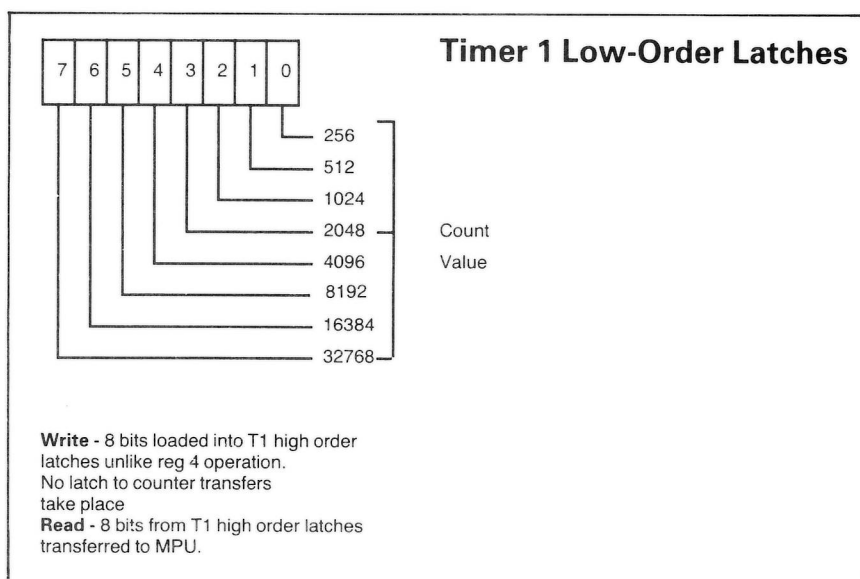 Timer 1 Low-Order Latches
7 6 5 4 3 2 1 0
256
512
1024
2048
Count
4096
Value
8192
16384
32768
Write - 8 bits loaded into T1 high order
latches unlike reg 4 operation.
No latch to counter transfers
take place
Read - 8 bits from T1 high order latches
transferred to MPU.